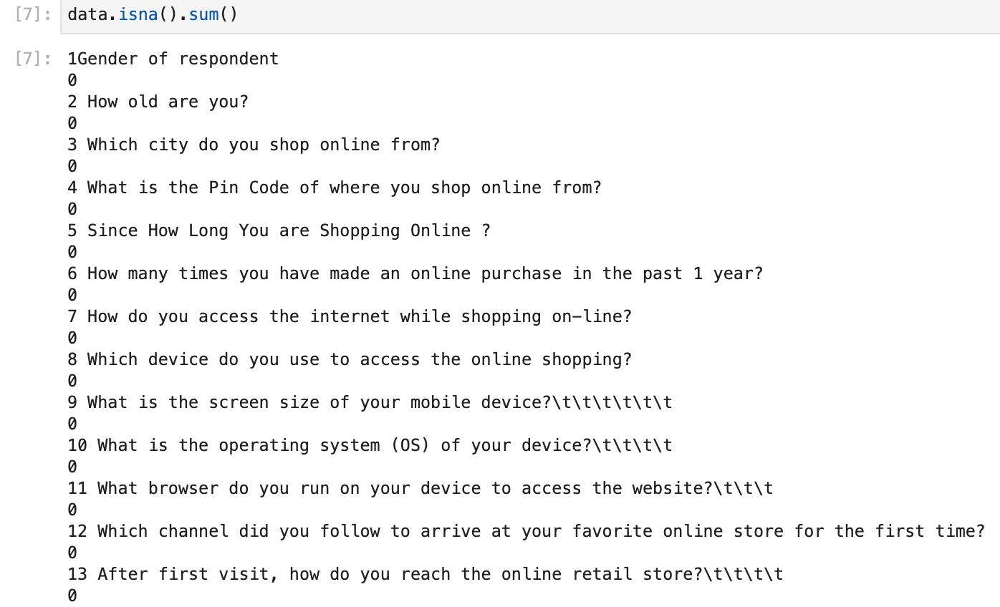 [7]: data.isna().sum()
[7]: 1Gender of respondent
0
2 How old are you?
0
3 Which city do you shop online from?
0
4 What is the Pin Code of where you shop online from?
0
5 Since How Long You are Shopping Online ?
0
6 How many times you have made an online purchase in the past 1 year?
0
7 How do you access the internet while shopping on-line?
0
8 Which device do you use to access the online shopping?
0
9 What is the screen size of your mobile device?\t\t\t\t\t\t
0
10 What is the operating system (OS) of your device?\t\t\t\t
0
11 What browser do you run on your device to access the website?\t\t\t
0
12 Which channel did you follow to arrive at your favorite online store for the first time?
0
13 After first visit, how do you reach the online retail store?\t\t\t\t
0